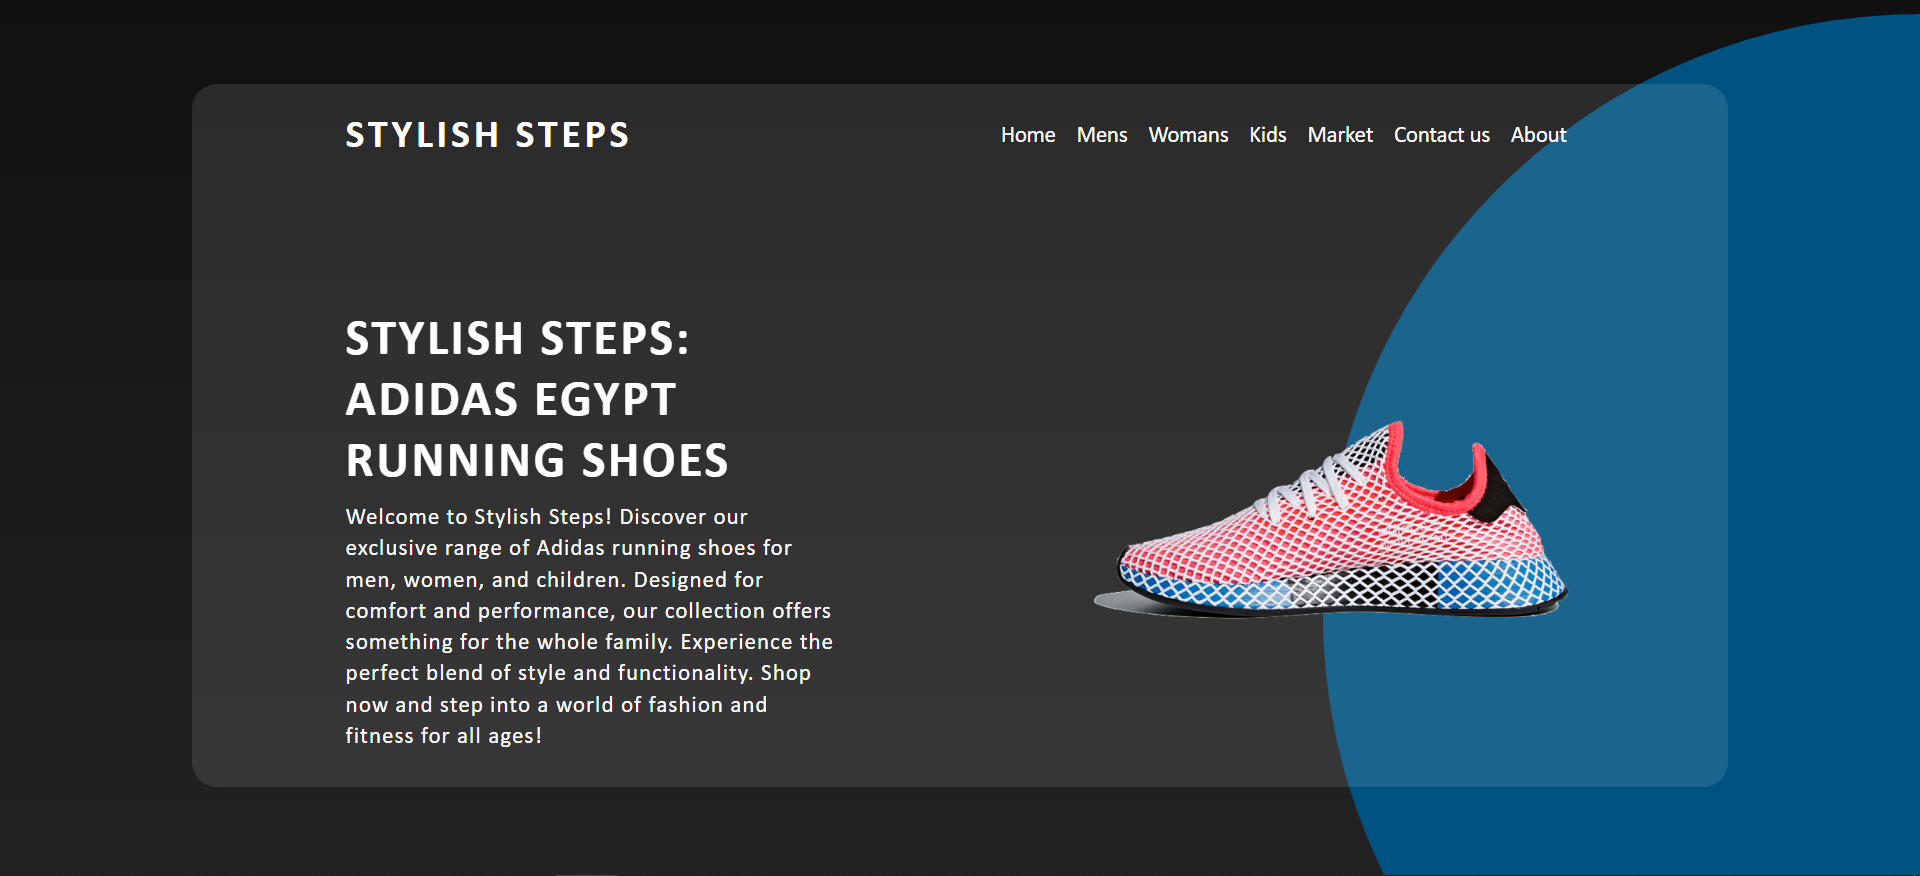 STYLISH STEPS
Home Mens Womans Kids Market Contact us About
STYLISH STEPS:
ADIDAS EGYPT
RUNNING SHOES
Welcome to Stylish Steps! Discover our
exclusive range of Adidas running shoes for
men, women, and children. Designed for
comfort and performance, our collection offers
something for the whole family. Experience the
perfect blend of style and functionality. Shop
now and step into a world of fashion and
fitness for all ages!